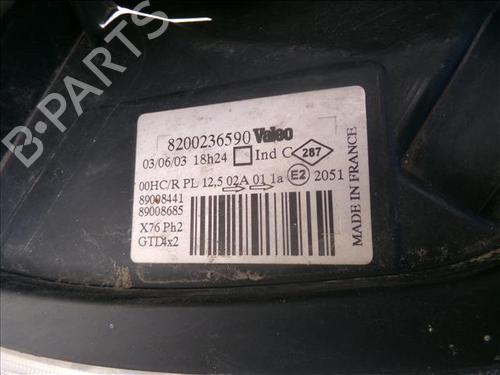 B-PARTS
8200236590 Valeo
03/06/03 18h24 Ind C 287
00HC/R PL 12,5 02A 01 1a E2 2051
89008441
89008685
X76 Ph2
GTD4x2
MADE IN FRANCE